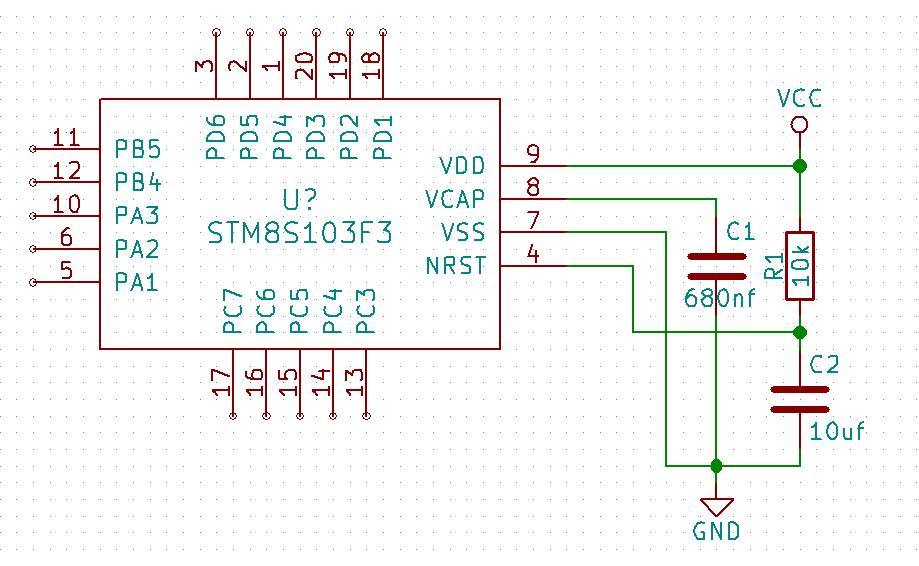 3
2
1
20
19
18
PD6
PD5
PD4
PD3
PD2
PD1
11
PB5
12
PB4
10
PA3
6
PA2
5
PA1
U?
STM8S103F3
VDD
9
VCAP
8
VSS
7
NRST
4
PC7
PC6
PC5
PC4
PC3
17
16
15
14
13
VCC
C1
680nf
R1
10k
C2
10uf
GND